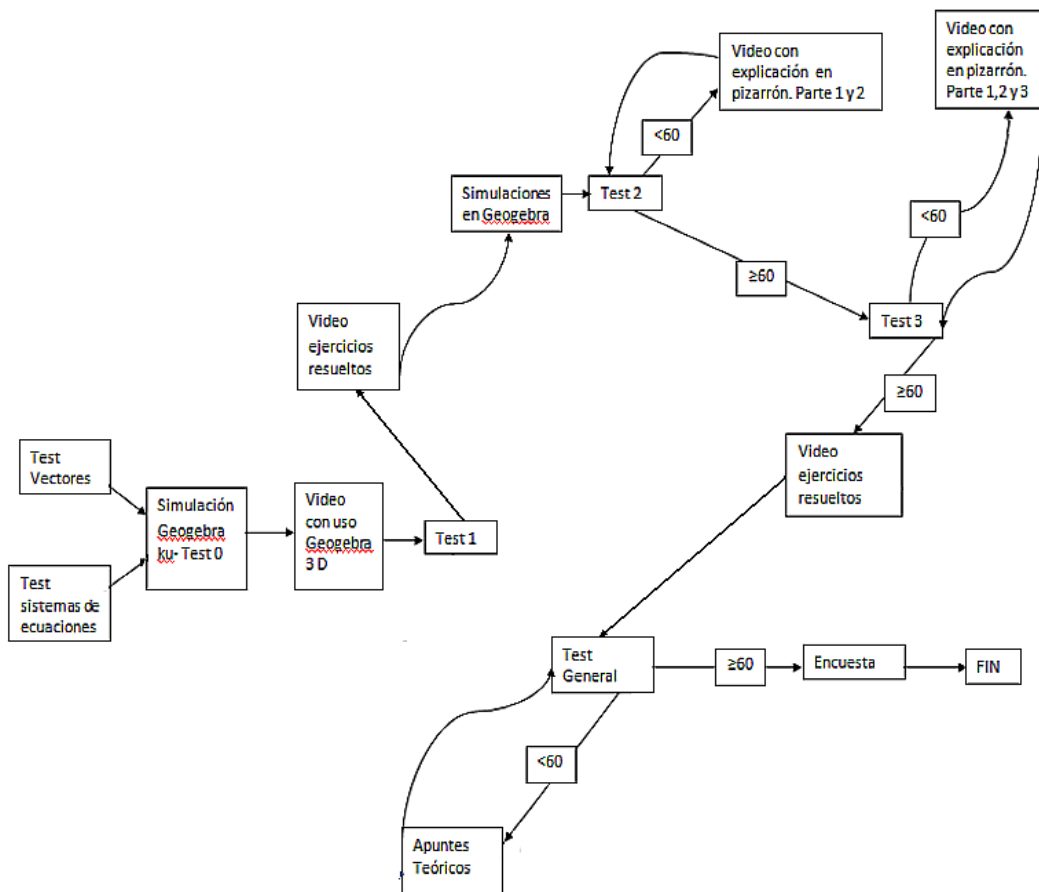 Video con
explicación en
pizarrón. Parte 1 y 2
Video con
explicación
en pizarrón.
Parte 1,2 y 3
<60
Simulaciones
en Geogebra
Test 2
<60
≥60
Test 3
Video
ejercicios
resueltos
≥60
Test
Vectores
Video
ejercicios
resueltos
Simulación
Geogebra
ku- Test 0
Video
con uso
Geogebra
3 D
Test 1
Test
sistemas de
ecuaciones
Test
General
≥60
Encuesta
FIN
<60
Apuntes
Teóricos